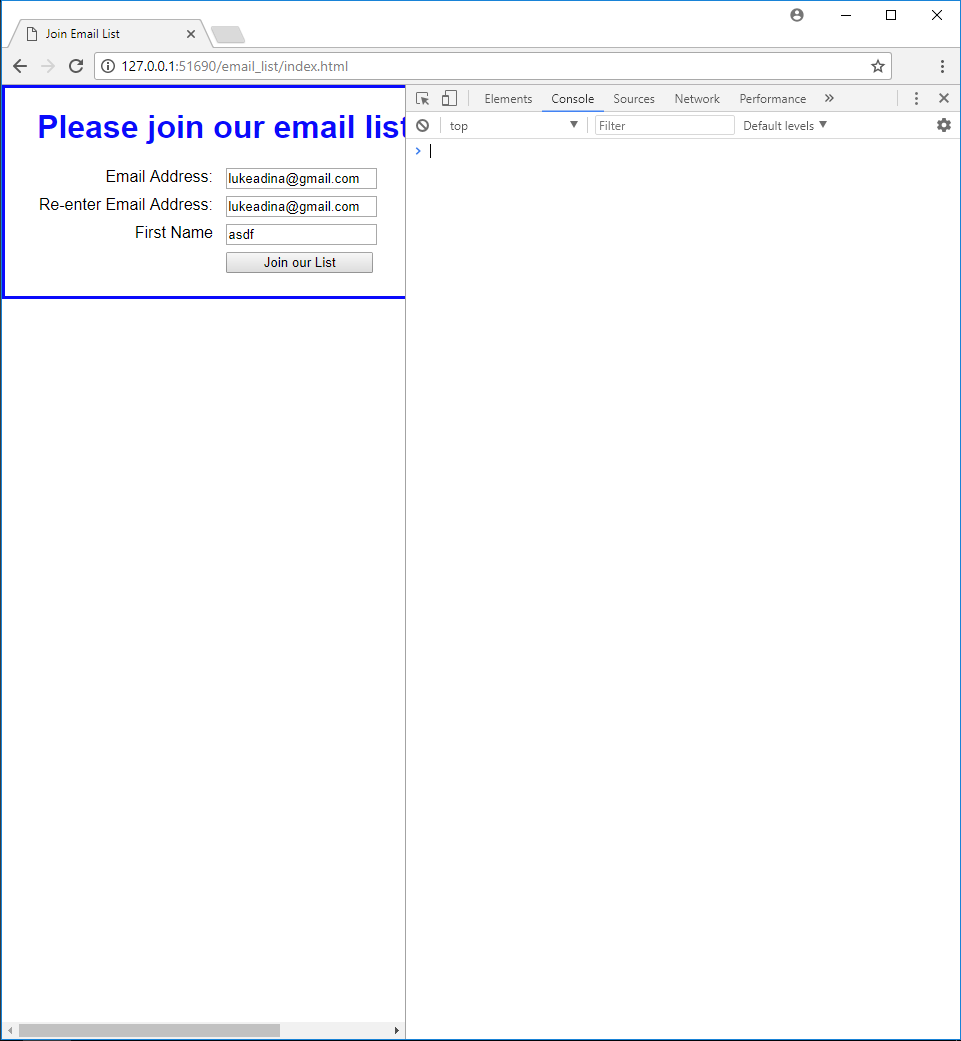 Join Email List
127.0.0.1:51690/email_list/index.html
Please join our email list
Email Address: lukeadina@gmail.com
Re-enter Email Address: lukeadina@gmail.com
First Name asdf
Join our List
Elements Console Sources Network Performance »
top Filter Default levels